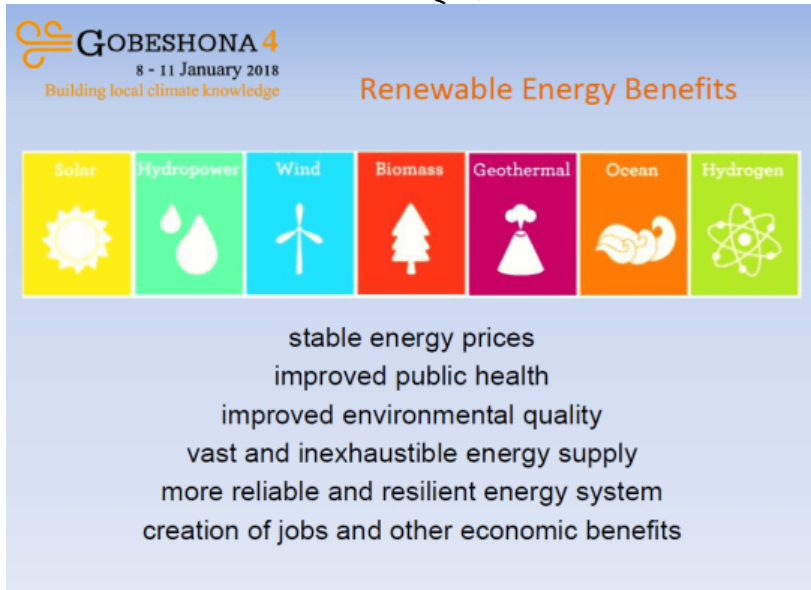 GOBESHONA 4
8 - 11 January 2018
Building local climate knowledge
Renewable Energy Benefits
Solar
Hydropower
Wind
Biomass
Geothermal
Ocean
Hydrogen
stable energy prices
improved public health
improved environmental quality
vast and inexhaustible energy supply
more reliable and resilient energy system
creation of jobs and other economic benefits